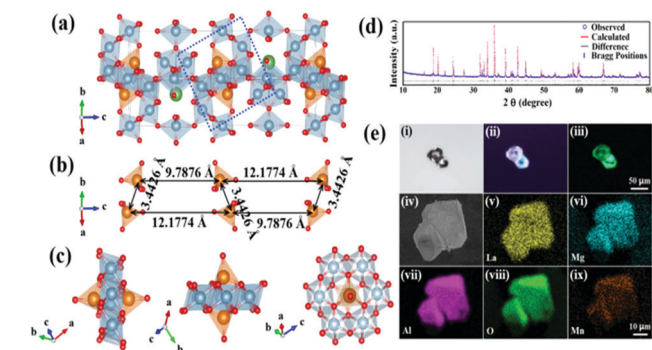 (a)
b
c
a
(b)
9.7876 Å
12.1774 Å
3.4426 Å
3.4426 Å
3.4426 Å
12.1774 Å
9.7876 Å
b
c
a
(c)
c
a
b
a
c
b
a
c
b
(d)
Intensity (a.u.)
Observed
Calculated
Difference
Bragg Positions
10 20 30 40 50 60 70 80
2 θ (degree)
(e)
(i)
(ii)
(iii)
50 μm
(iv)
(v)
La
(vi)
Mg
(vii)
Al
(viii)
O
(ix)
Mn
10 μm